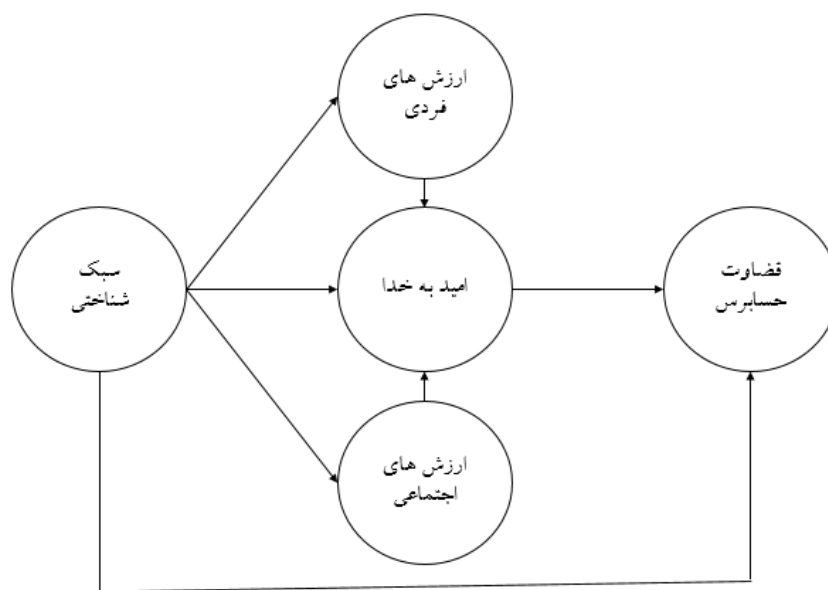 ارزش های
فردی
سبک
شناختی
امید به خدا
قضاوت
حسابرس
ارزش های
اجتماعی